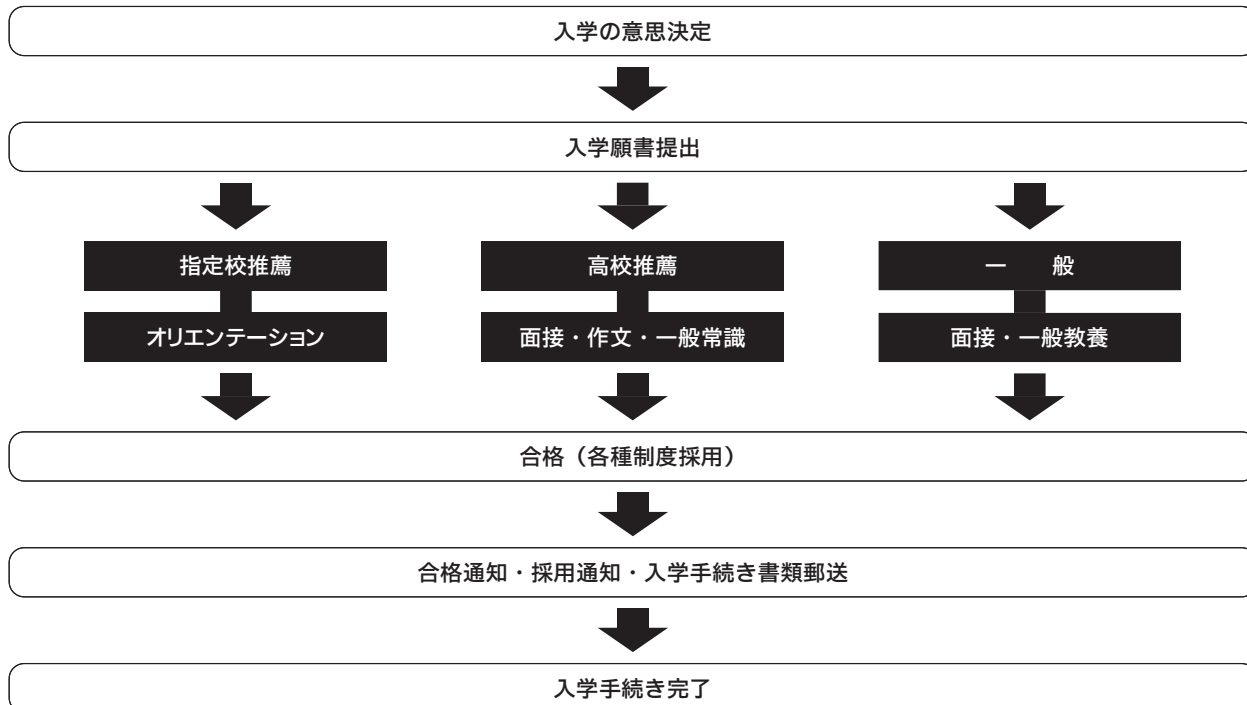 入学の意思決定
入学願書提出
指定校推薦
高校推薦
一　般
オリエンテーション
面接・作文・一般常識
面接・一般教養
合格（各種制度採用）
合格通知・採用通知・入学手続き書類郵送
入学手続き完了